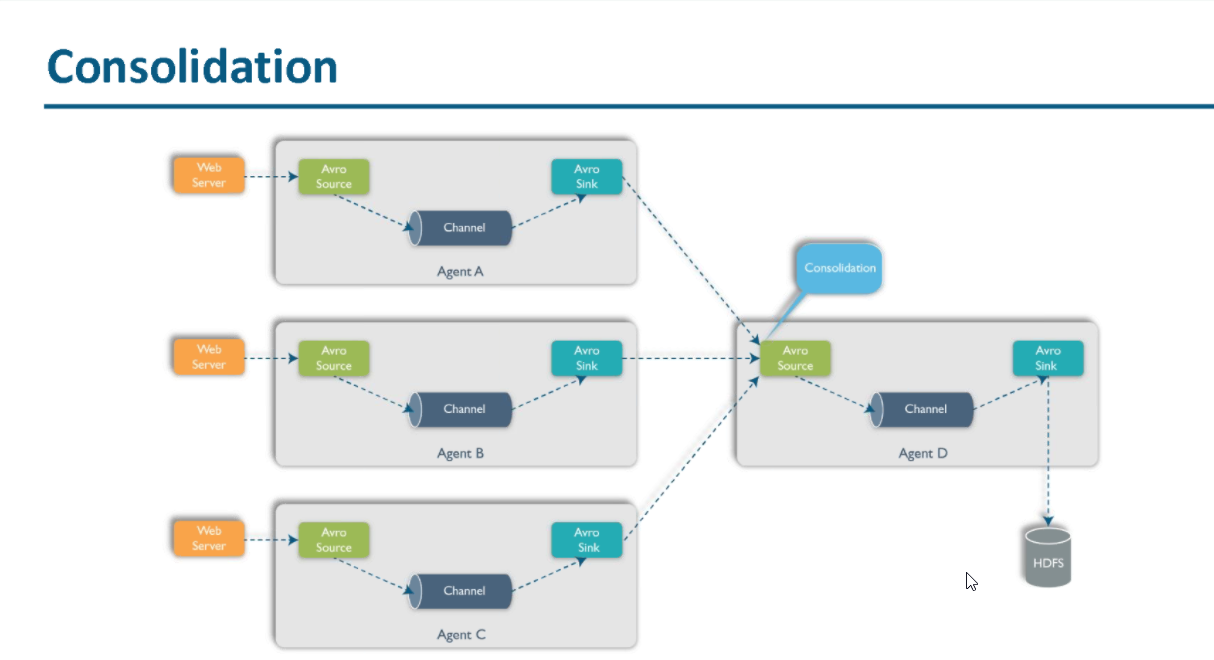 Consolidation
Web
Server
Avro
Source
Avro
Sink
Channel
Agent A
Consolidation
Web
Server
Avro
Source
Avro
Sink
Channel
Agent B
Avro
Source
Avro
Sink
Channel
Agent D
Web
Server
Avro
Source
Avro
Sink
Channel
Agent C
HDFS